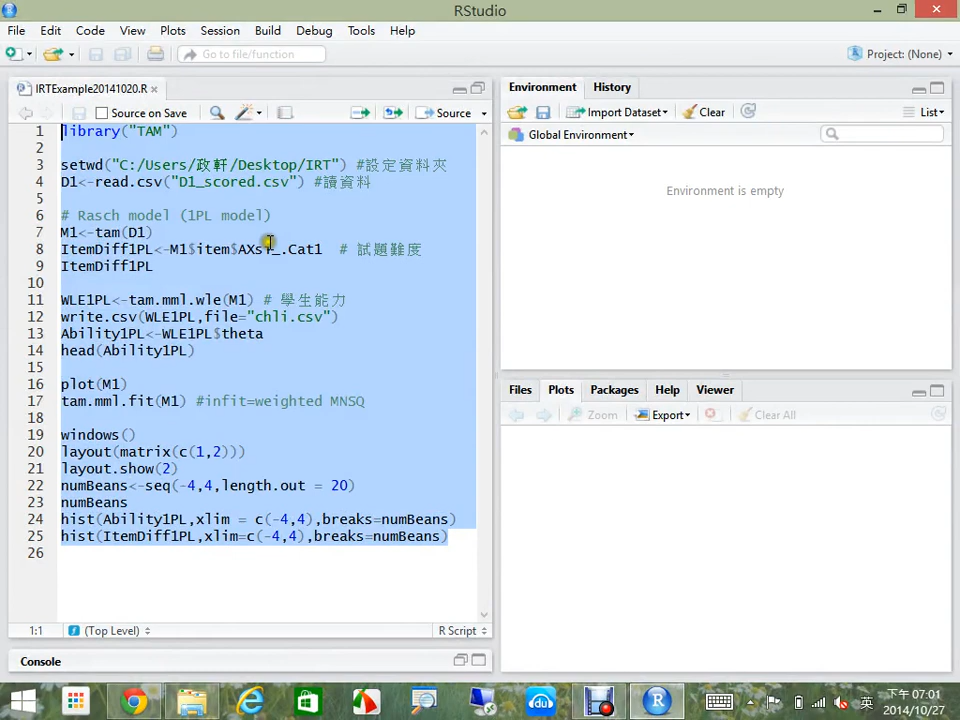 RStudio
File Edit Code View Plots Session Build Debug Tools Help
Go to file/function
Project: (None)
IRTExample20141020.R
Source on Save
Source
1 library("TAM")
2
3 setwd("C:/Users/政軒/Desktop/IRT") #設定資料夾
4 D1<-read.csv("D1_scored.csv") #讀資料
5
6 # Rasch model (1PL model)
7 M1<-tam(D1)
8 ItemDiff1PL<-M1$item$AXsi_.Cat1 # 試題難度
9 ItemDiff1PL
10
11 WLE1PL<-tam.mml.wle(M1) # 學生能力
12 write.csv(WLE1PL,file="chli.csv")
13 Ability1PL<-WLE1PL$theta
14 head(Ability1PL)
15
16 plot(M1)
17 tam.mml.fit(M1) #infit=weighted MNSQ
18
19 windows()
20 layout(matrix(c(1,2)))
21 layout.show(2)
22 numBeans<-seq(-4,4,length.out = 20)
23 numBeans
24 hist(Ability1PL,xlim = c(-4,4),breaks=numBeans)
25 hist(ItemDiff1PL,xlim=c(-4,4),breaks=numBeans)
26
1:1 (Top Level) R Script
Console
Environment History
Import Dataset Clear List
Global Environment
Environment is empty
Files Plots Packages Help Viewer
Zoom Export Clear All
英
下午 07:01
2014/10/27